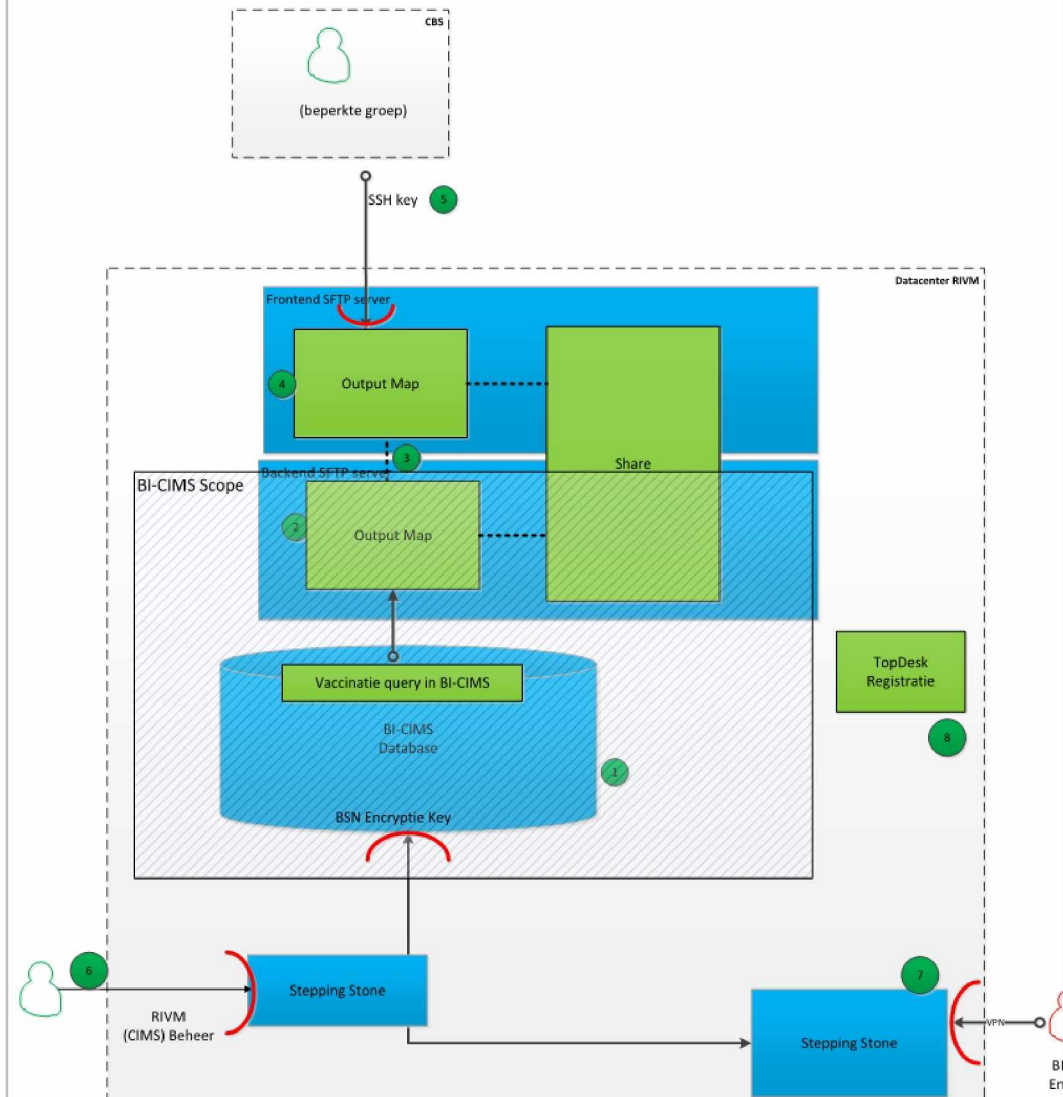 CBS
(beperkte groep)
SSH key
5
Datacenter RIVM
Frontend SFTP server
4
Output Map
3
Share
Backend SFTP server
BI-CIMS Scope
2
Output Map
TopDesk
Registratie
8
Vaccinatie query in BI-CIMS
BI-CIMS
Database
1
BSN Encryptie Key
6
Stepping Stone
RIVM
(CIMS) Beheer
7
Stepping Stone
VPN